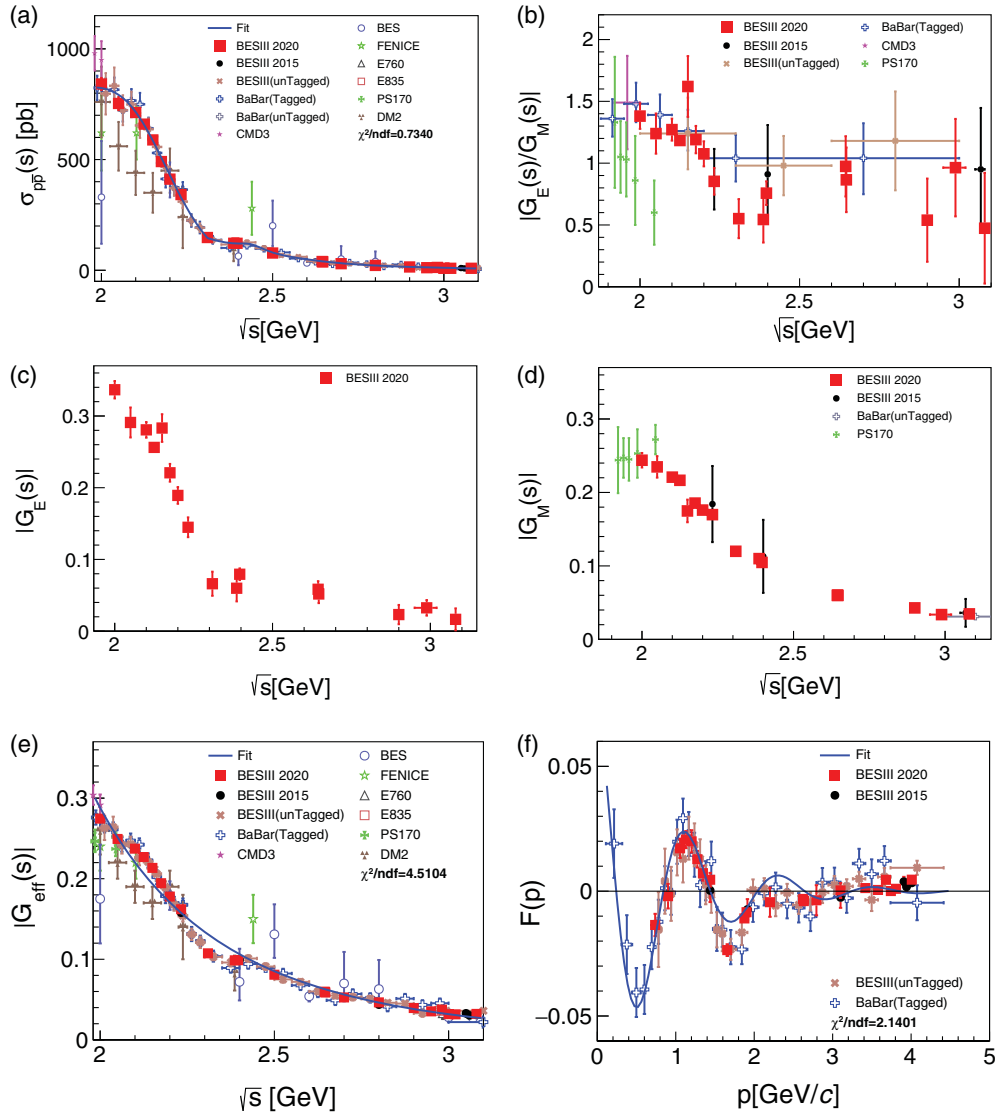 (a)
σpp̄(s) [pb]
1000
500
0
2
2.5
3
√s[GeV]
Fit
BESIII 2020
BESIII 2015
BESIII(unTagged)
BaBar(Tagged)
BaBar(unTagged)
CMD3
BES
FENICE
E760
E835
PS170
DM2
χ²/ndf=0.7340
(b)
|G_E(s)/G_M(s)|
2
1.5
1
0.5
0
2
2.5
3
√s[GeV]
BESIII 2020
BESIII 2015
BESIII(unTagged)
BaBar(Tagged)
CMD3
PS170
(c)
|G_E(s)|
0.3
0.2
0.1
0
2
2.5
3
√s[GeV]
BESIII 2020
(d)
|G_M(s)|
0.3
0.2
0.1
0
2
2.5
3
√s[GeV]
BESIII 2020
BESIII 2015
BaBar(unTagged)
PS170
(e)
|G_eff(s)|
0.3
0.2
0.1
0
2
2.5
3
√s [GeV]
Fit
BESIII 2020
BESIII 2015
BESIII(unTagged)
BaBar(Tagged)
CMD3
BES
FENICE
E760
E835
PS170
DM2
χ²/ndf=4.5104
(f)
F(p)
0.05
0
−0.05
0
1
2
3
4
5
p[GeV/c]
Fit
BESIII 2020
BESIII 2015
BESIII(unTagged)
BaBar(Tagged)
χ²/ndf=2.1401